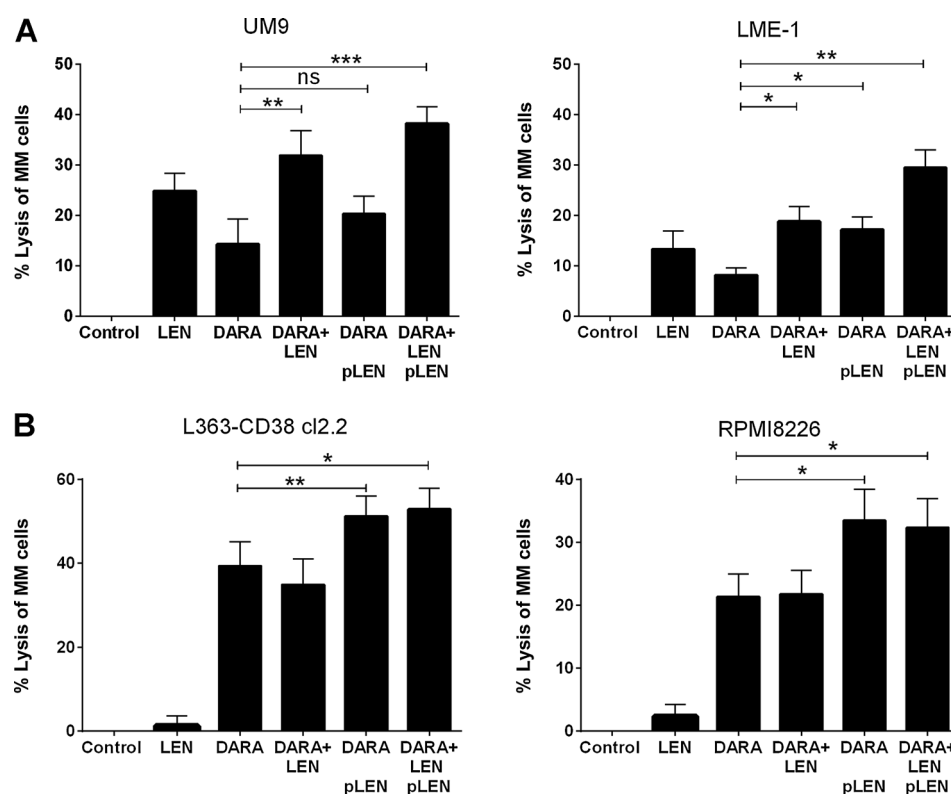 A
UM9
% Lysis of MM cells
50
40
30
20
10
0
***
ns
**
Control LEN DARA DARA+ DARA DARA+
LEN LEN
pLEN pLEN
LME-1
% Lysis of MM cells
50
40
30
20
10
0
**
*
*
Control LEN DARA DARA+ DARA DARA+
LEN LEN
pLEN pLEN
B
L363-CD38 cl2.2
% Lysis of MM cells
60
40
20
0
*
**
Control LEN DARA DARA+ DARA DARA+
LEN LEN
pLEN pLEN
RPMI8226
% Lysis of MM cells
40
30
20
10
0
*
*
Control LEN DARA DARA+ DARA DARA+
LEN LEN
pLEN pLEN